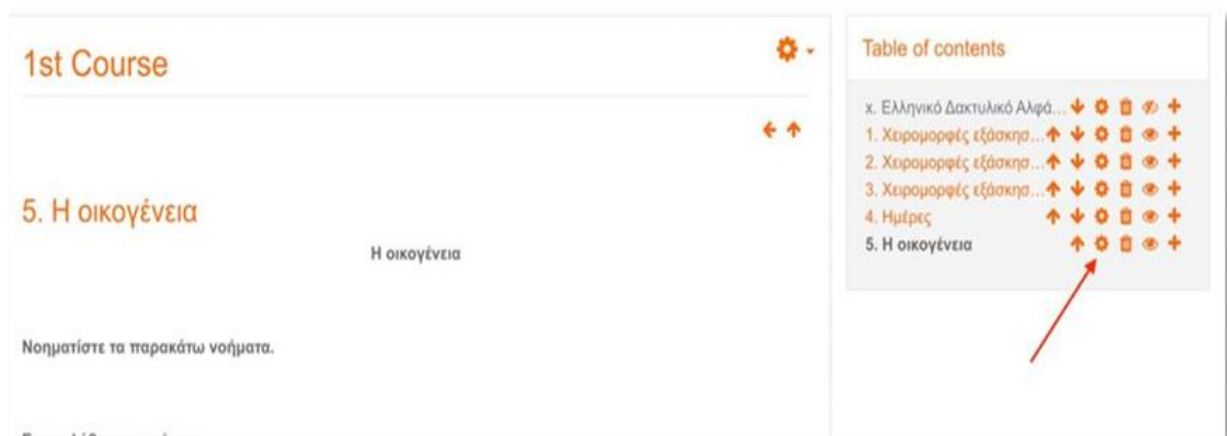 1st Course
5. Η οικογένεια
Η οικογένεια
Νοηματίστε τα παρακάτω νοήματα.
Table of contents
x. Ελληνικό Δακτυλικό Αλφά...
1. Χειρομορφές εξάσκησ...
2. Χειρομορφές εξάσκησ...
3. Χειρομορφές εξάσκησ...
4. Ημέρες
5. Η οικογένεια